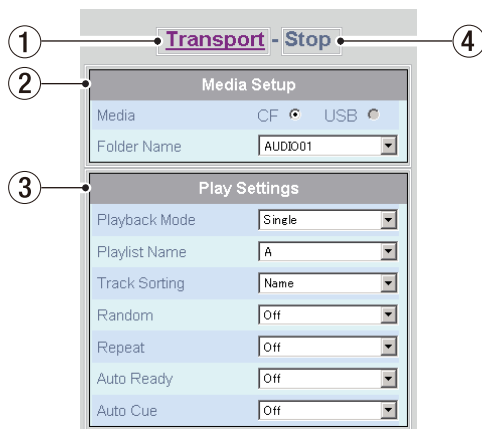 1 Transport - Stop 4
2 Media Setup
Media CF USB
Folder Name AUDIO01
3 Play Settings
Playback Mode Single
Playlist Name A
Track Sorting Name
Random Off
Repeat Off
Auto Ready Off
Auto Cue Off